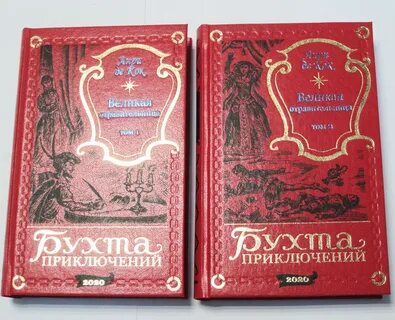 Анри
де Кок
Великая
отравительница
том 1
Бухта
приключений
2020
Анри
де Кок
Великая
отравительница
том 2
Бухта
приключений
2020